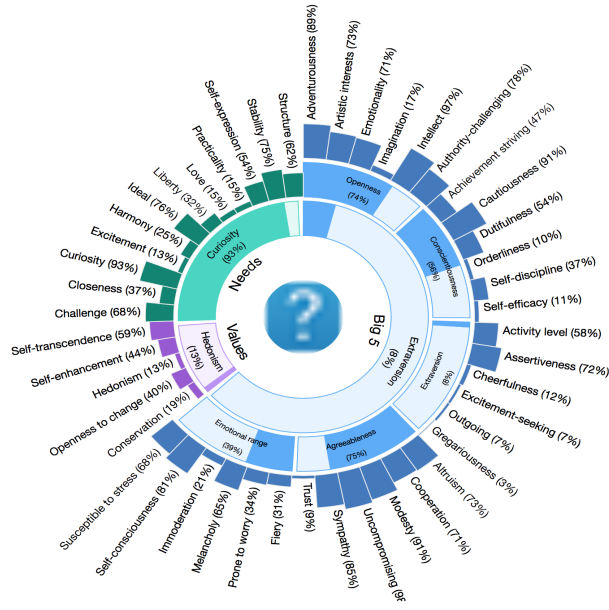 Adventurousness (89%)
Artistic interests (73%)
Emotionality (71%)
Imagination (17%)
Intellect (97%)
Authority-challenging (78%)
Achievement striving (47%)
Cautiousness (91%)
Dutifulness (54%)
Orderliness (10%)
Self-discipline (37%)
Self-efficacy (11%)
Activity level (58%)
Assertiveness (72%)
Cheerfulness (12%)
Excitement-seeking (7%)
Outgoing (7%)
Gregariousness (3%)
Altruism (73%)
Cooperation (71%)
Modesty (91%)
Uncompromising (98
Sympathy (85%)
Trust (9%)
Fiery (31%)
Prone to worry (34%)
Melancholy (65%)
Immoderation (21%)
Self-consciousness (81%)
Susceptible to stress (68%)
Conservation (19%)
Openness to change (40%)
Hedonism (13%)
Self-enhancement (44%)
Self-transcendence (59%)
Challenge (68%)
Closeness (37%)
Curiosity (93%)
Excitement (13%)
Harmony (25%)
Ideal (76%)
Liberty (32%)
Love (15%)
Practicality (15%)
Self-expression (54%)
Stability (75%)
Structure (62%)
Openness
(74%)
Conscientiousness
(56%)
Extraversion
(8%)
Agreeableness
(75%)
Emotional range
(39%)
Hedonism
(13%)
Curiosity
(93%)
Extraversion
(8%)
Needs
Values
Big 5
?